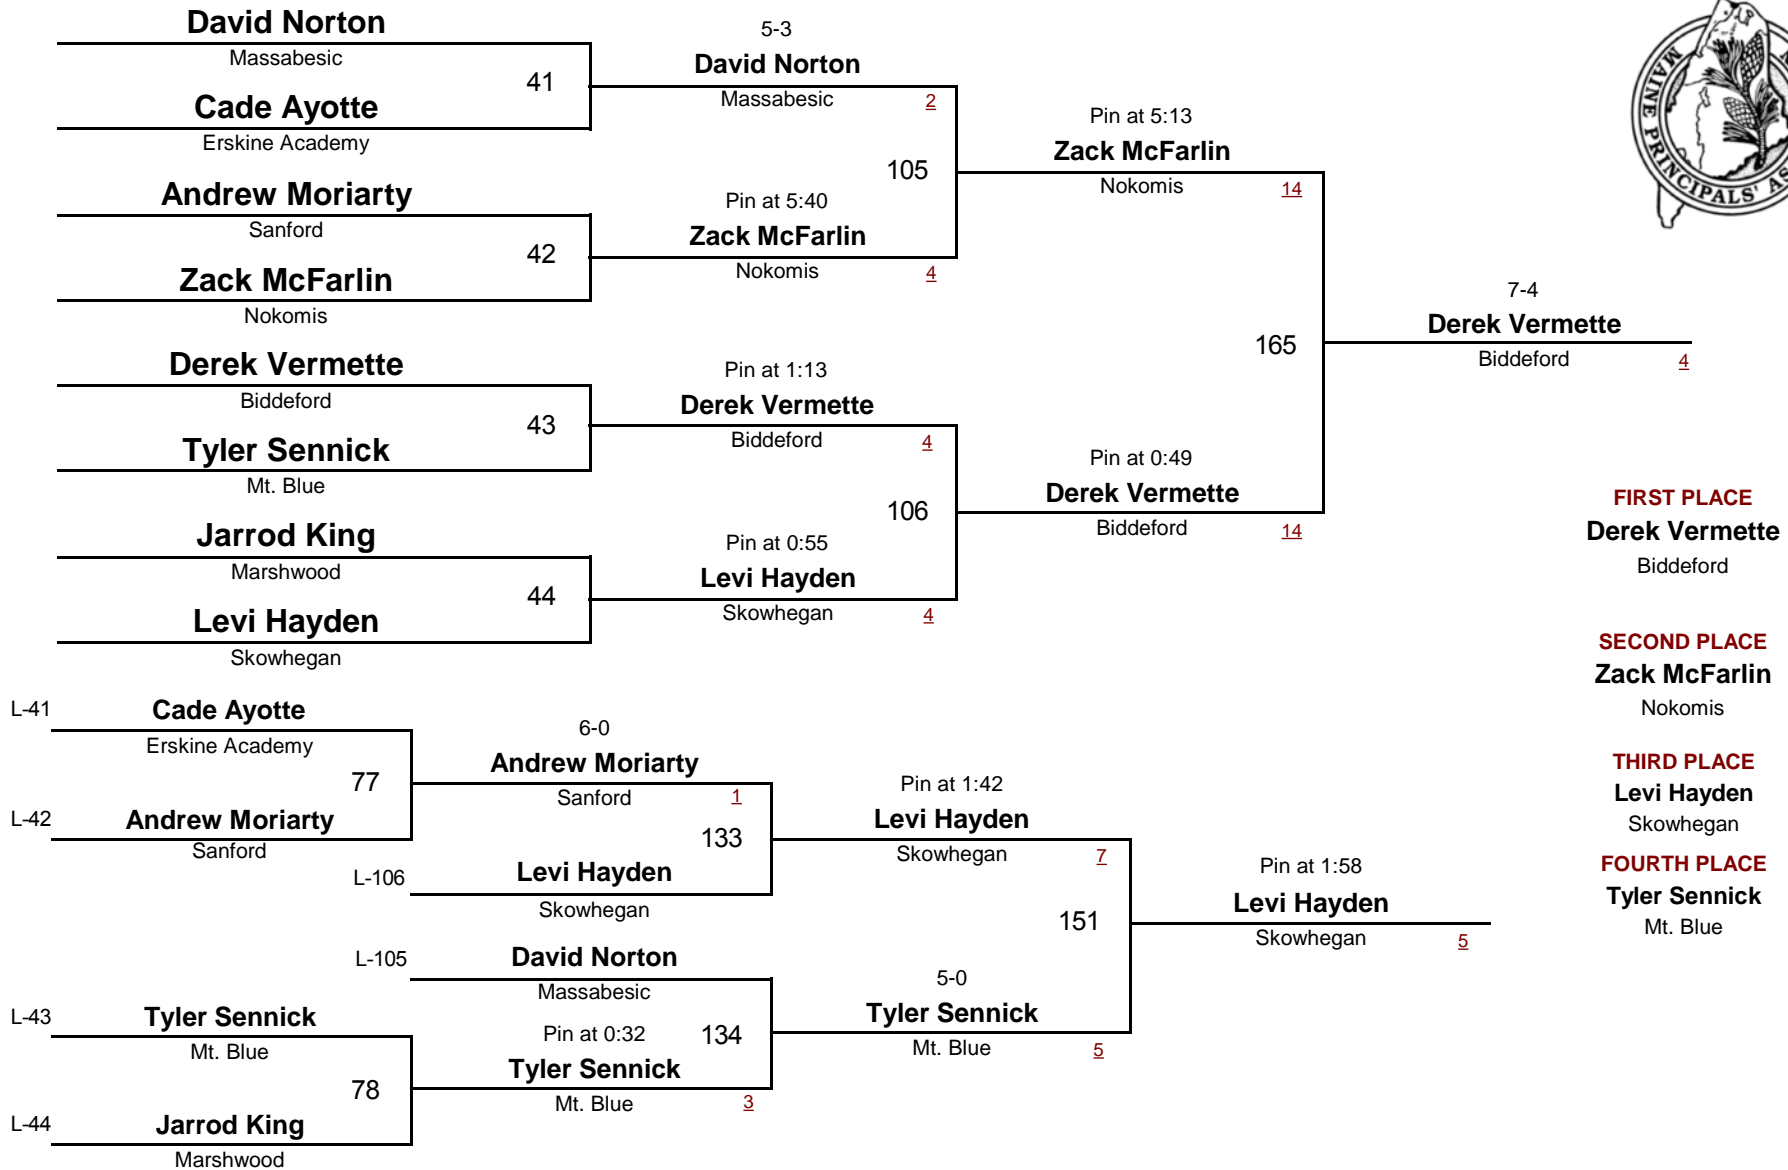 David Norton
Massabesic
41
Cade Ayotte
Erskine Academy
Andrew Moriarty
Sanford
42
Zack McFarlin
Nokomis
Derek Vermette
Biddeford
43
Tyler Sennick
Mt. Blue
Jarrod King
Marshwood
44
Levi Hayden
Skowhegan
5-3
David Norton
Massabesic 2
105
Pin at 5:40
Zack McFarlin
Nokomis 4
Pin at 1:13
Derek Vermette
Biddeford 4
106
Pin at 0:55
Levi Hayden
Skowhegan 4
Pin at 5:13
Zack McFarlin
Nokomis 14
165
Pin at 0:49
Derek Vermette
Biddeford 14
7-4
Derek Vermette
Biddeford 4
MAINE PRINCIPALS'
FIRST PLACE
Derek Vermette
Biddeford
SECOND PLACE
Zack McFarlin
Nokomis
THIRD PLACE
Levi Hayden
Skowhegan
FOURTH PLACE
Tyler Sennick
Mt. Blue
L-41 Cade Ayotte
Erskine Academy
77
L-42 Andrew Moriarty
Sanford
6-0
Andrew Moriarty
Sanford 1
133
L-106 Levi Hayden
Skowhegan
L-105 David Norton
Massabesic
L-43 Tyler Sennick
Mt. Blue
78
L-44 Jarrod King
Marshwood
Pin at 0:32 134
Tyler Sennick
Mt. Blue 3
Pin at 1:42
Levi Hayden
Skowhegan 7
151
5-0
Tyler Sennick
Mt. Blue 5
Pin at 1:58
Levi Hayden
Skowhegan 5